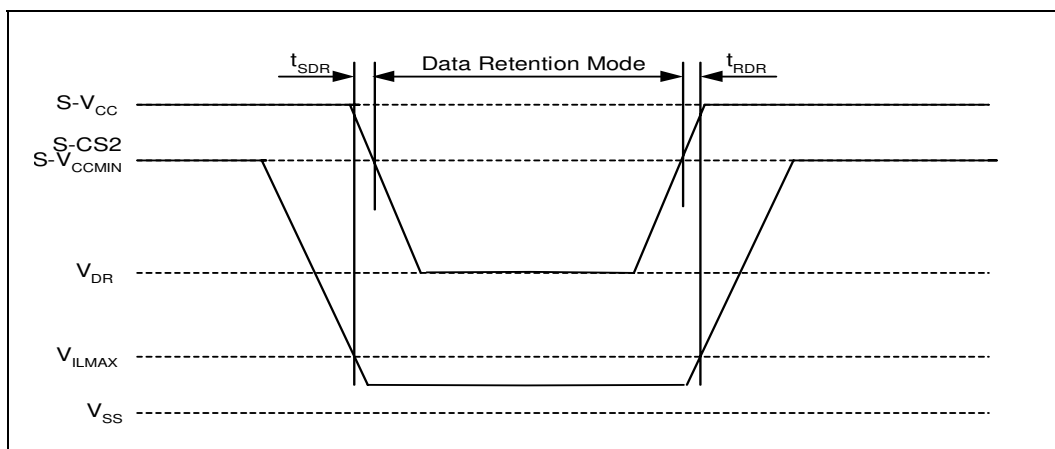 tSDR Data Retention Mode tRDR
S-VCC
S-CS2
S-VCCMIN
VDR
VILMAX
VSS